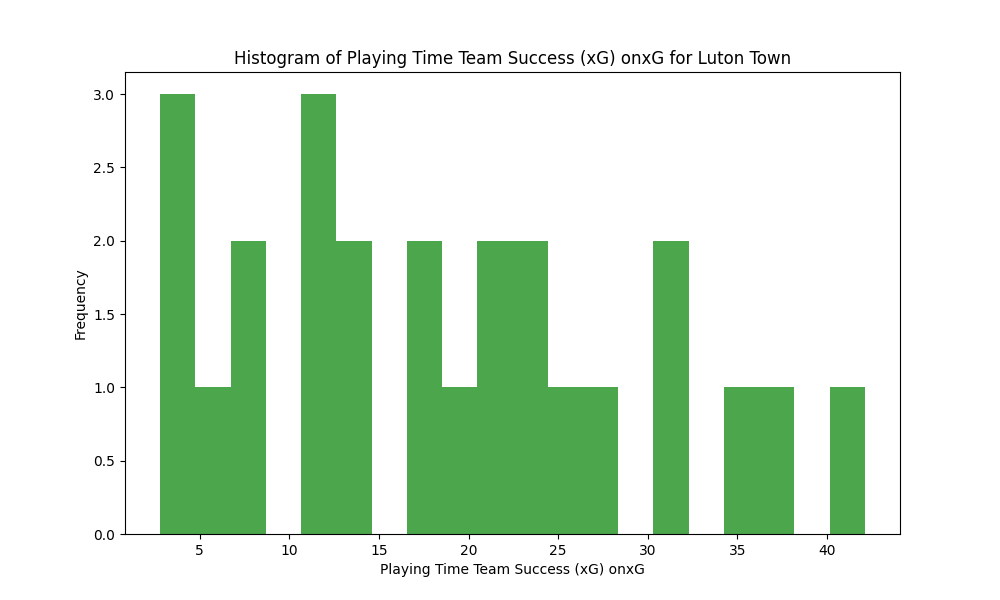 Histogram of Playing Time Team Success (xG) onxG for Luton Town
3.0
2.5
2.0
1.5
1.0
0.5
0.0
Frequency
5 10 15 20 25 30 35 40
Playing Time Team Success (xG) onxG